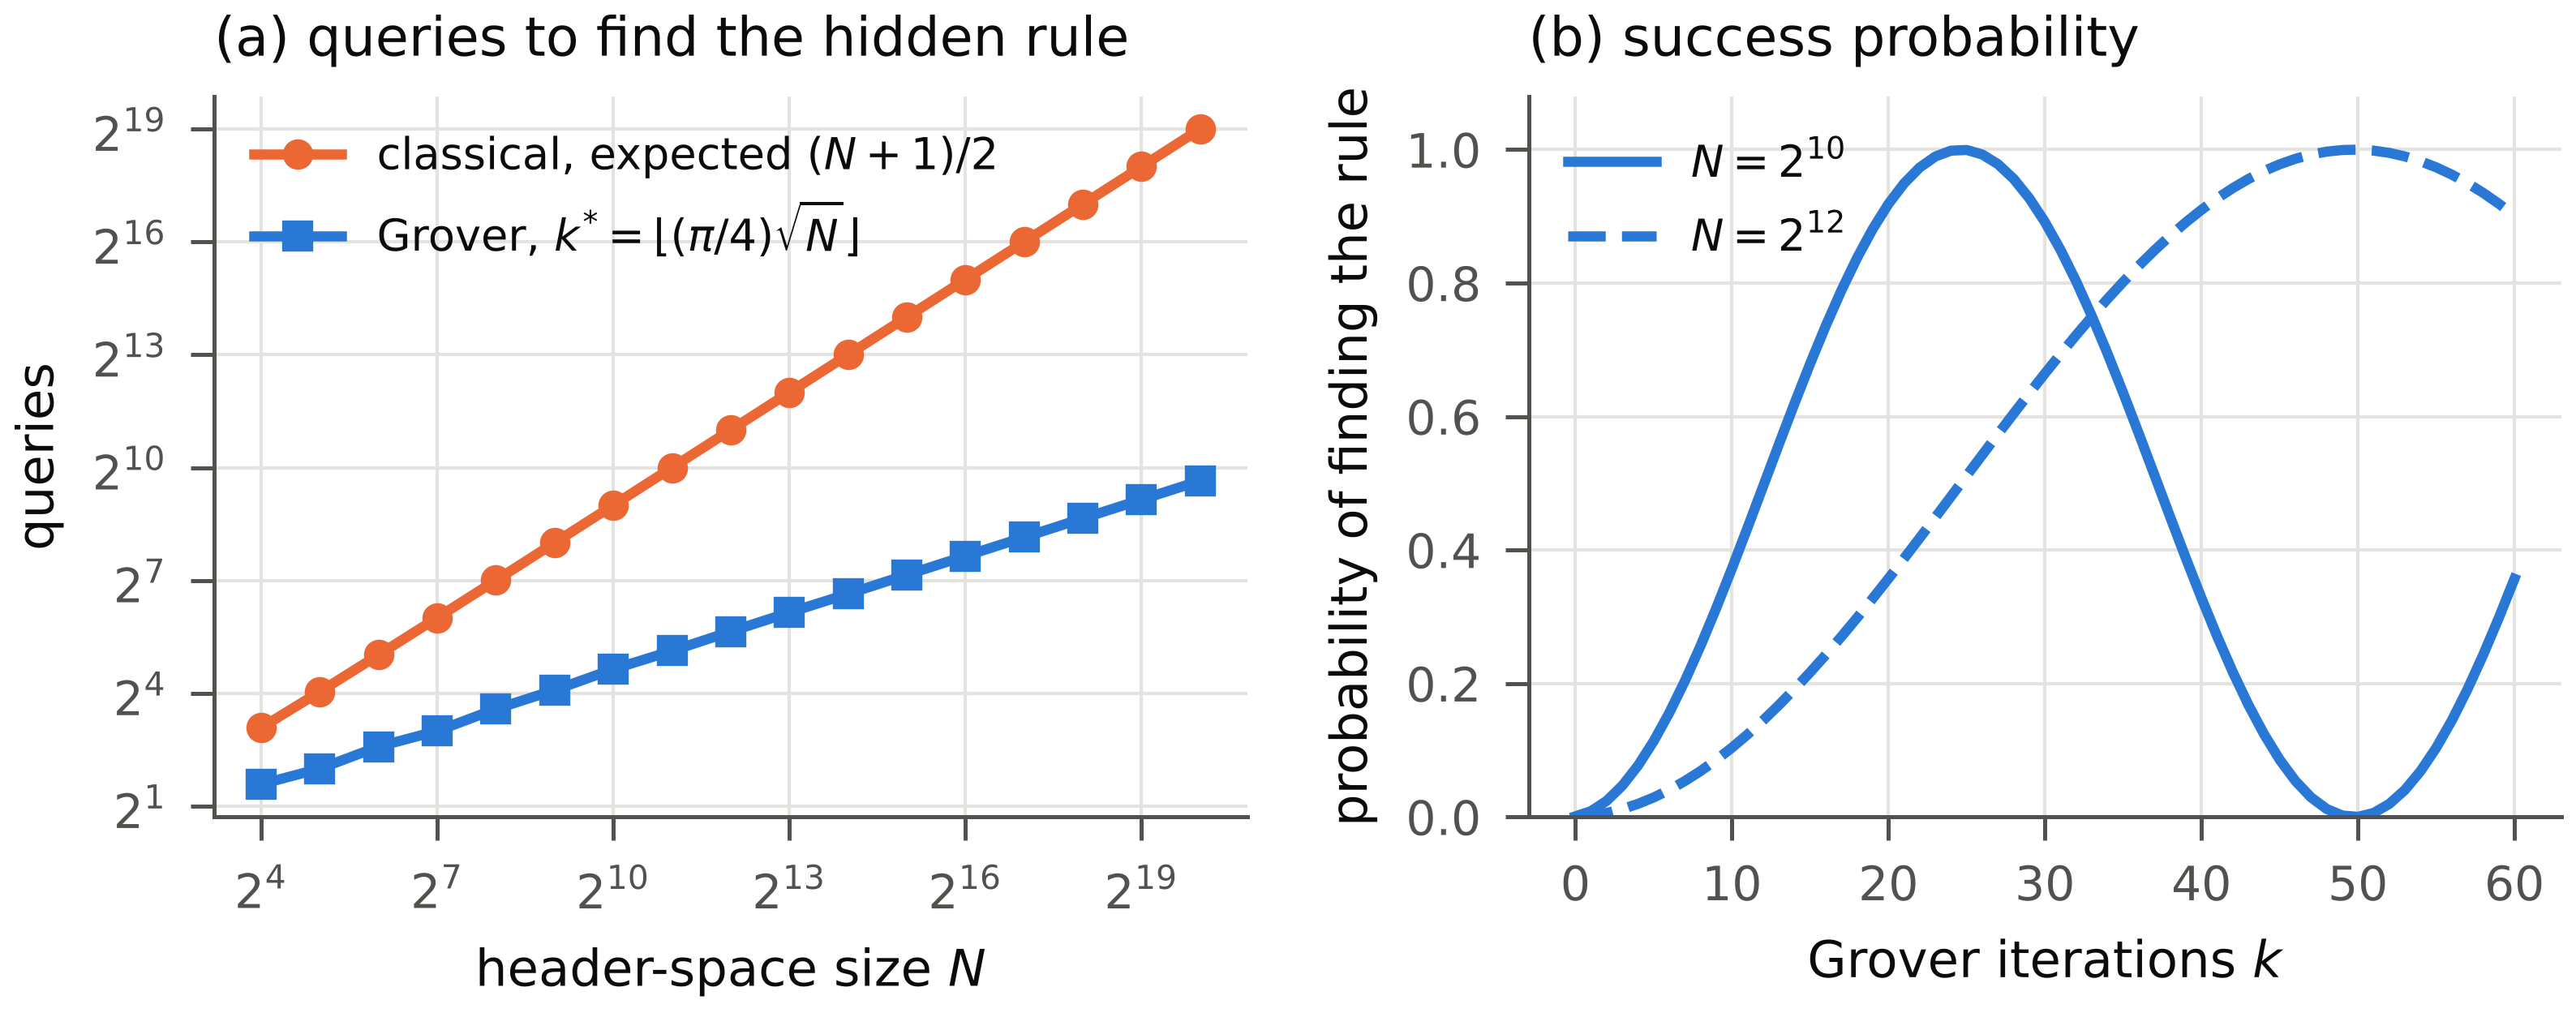 (a) queries to find the hidden rule
queries
2^19
2^16
2^13
2^10
2^7
2^4
2^1
classical, expected (N + 1)/2
Grover, k* = ⌊(π/4)√N⌋
2^4 2^7 2^10 2^13 2^16 2^19
header-space size N
(b) success probability
probability of finding the rule
1.0
0.8
0.6
0.4
0.2
0.0
N = 2^10
N = 2^12
0 10 20 30 40 50 60
Grover iterations k